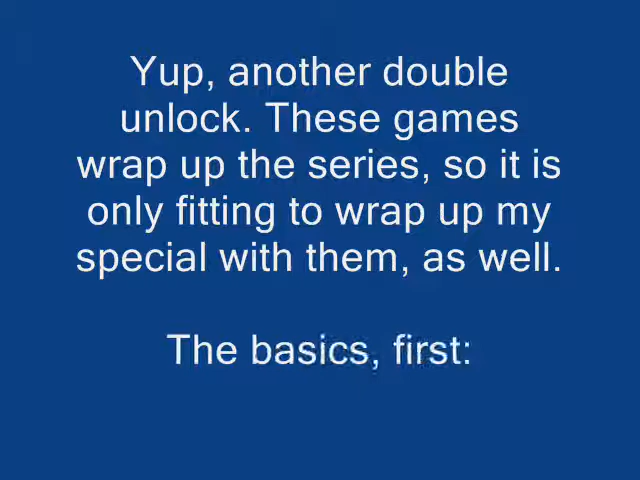 Yup, another double
unlock. These games
wrap up the series, so it is
only fitting to wrap up my
special with them, as well.
The basics, first: